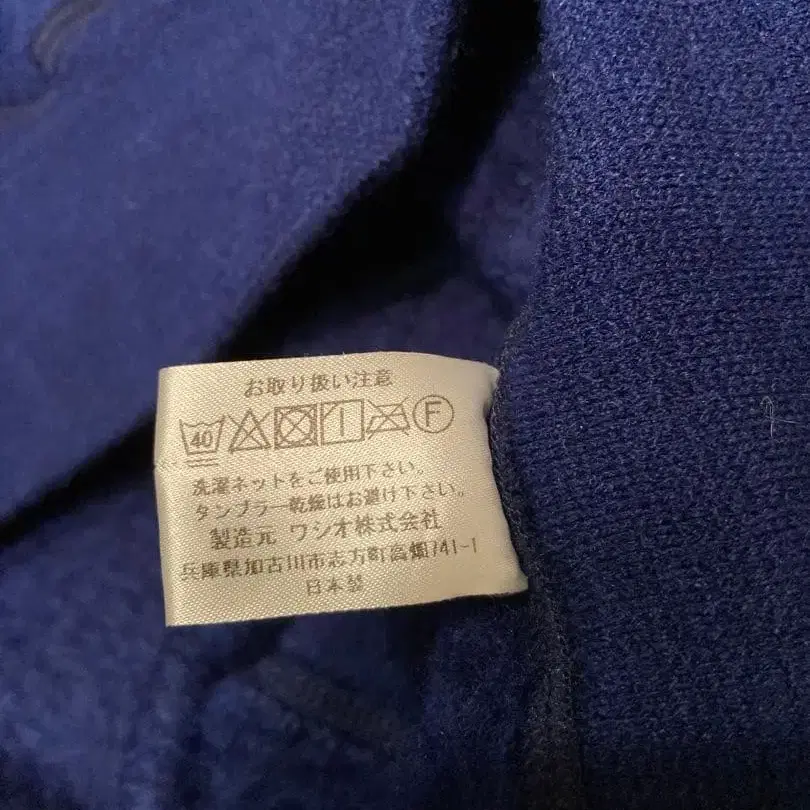 お取り扱い注意
40 F
洗濯ネットをご使用下さい。
タンブラー乾燥はお避け下さい。
製造元 ワシオ株式会社
兵庫県加古川市志方町高畑741-1
日本製